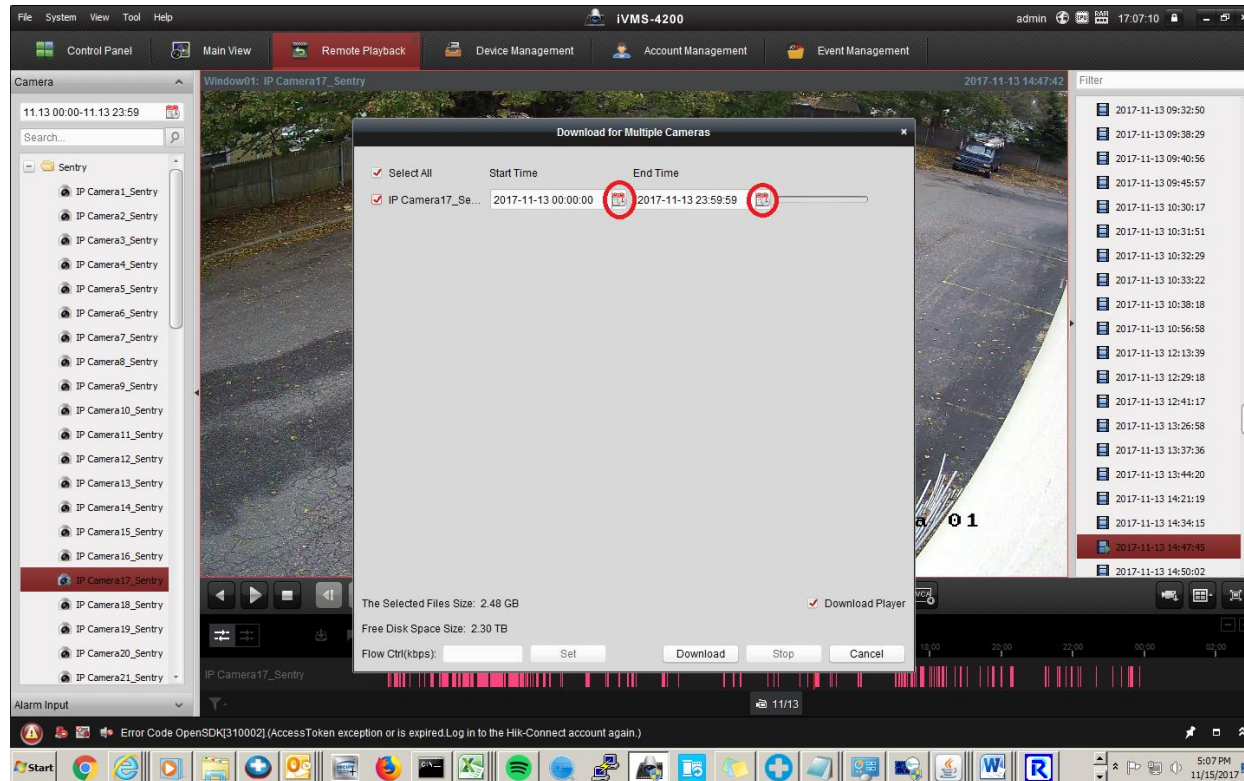 File System View Tool Help
iVMS-4200
admin 17:07:10
Control Panel Main View Remote Playback Device Management Account Management Event Management
Camera
11.13 00:00-11.13 23:59
Search...
Sentry
IP Camera1_Sentry
IP Camera2_Sentry
IP Camera3_Sentry
IP Camera4_Sentry
IP Camera5_Sentry
IP Camera6_Sentry
IP Camera7_Sentry
IP Camera8_Sentry
IP Camera9_Sentry
IP Camera10_Sentry
IP Camera11_Sentry
IP Camera12_Sentry
IP Camera13_Sentry
IP Camera14_Sentry
IP Camera15_Sentry
IP Camera16_Sentry
IP Camera17_Sentry
IP Camera18_Sentry
IP Camera19_Sentry
IP Camera20_Sentry
IP Camera21_Sentry
Alarm Input
Window01: IP Camera17_Sentry
2017-11-13 14:47:42
Download for Multiple Cameras
Select All Start Time End Time
IP Camera17_Se... 2017-11-13 00:00:00 2017-11-13 23:59:59
a 01
The Selected Files Size: 2.48 GB
Download Player
Free Disk Space Size: 2.30 TB
Flow Ctrl(kbps): Set Download Stop Cancel
VCA
18:00 20:00 22:00 00:00 02:00
IP Camera17_Sentry
11/13
Filter
2017-11-13 09:32:50
2017-11-13 09:38:29
2017-11-13 09:40:56
2017-11-13 09:45:57
2017-11-13 10:30:17
2017-11-13 10:31:51
2017-11-13 10:32:29
2017-11-13 10:33:22
2017-11-13 10:38:18
2017-11-13 10:56:58
2017-11-13 12:13:39
2017-11-13 12:29:18
2017-11-13 12:41:17
2017-11-13 13:26:58
2017-11-13 13:37:36
2017-11-13 13:44:20
2017-11-13 14:21:19
2017-11-13 14:34:15
2017-11-13 14:47:45
2017-11-13 14:50:02
Error Code OpenSDK[310002].(AccessToken exception or is expired.Log in to the Hik-Connect account again.)
Start
5:07 PM
11/15/2017